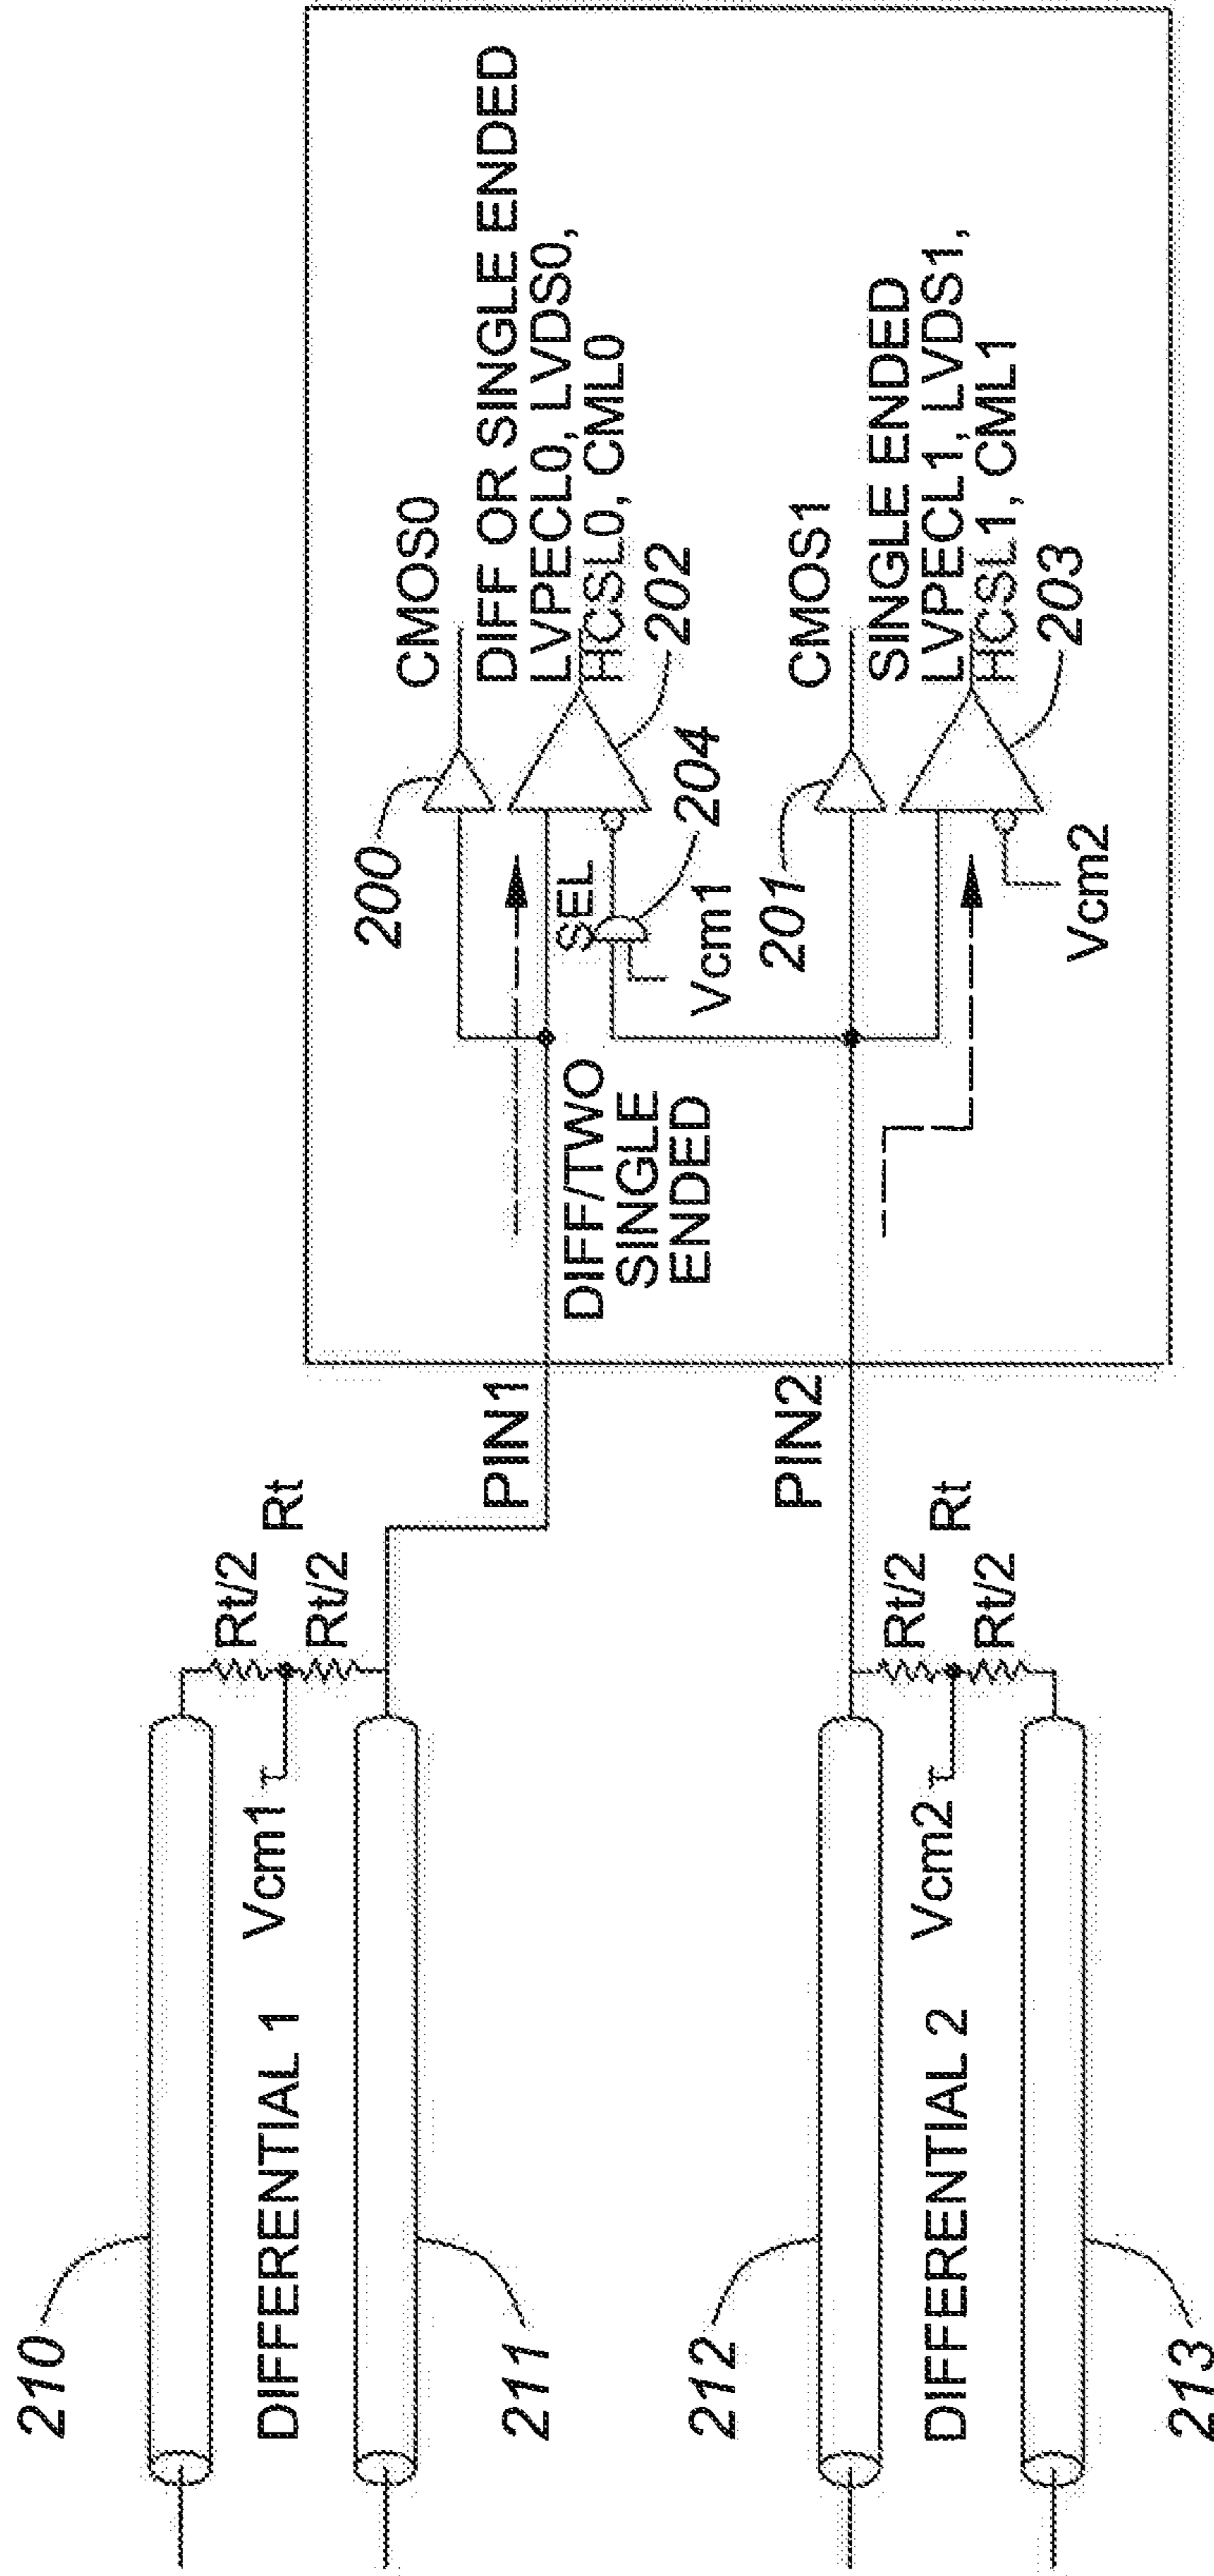 210
DIFFERENTIAL 1
Vcm1
Rt/2
Rt/2
Rt
211
PIN1
212
DIFFERENTIAL 2
Vcm2
Rt/2
Rt/2
Rt
213
PIN2
DIFF/TWO
SINGLE
ENDED
200
CMOS0
DIFF OR SINGLE ENDED
LVPECL0, LVDS0,
HCSL0, CML0
202
SEL
204
Vcm1
201
CMOS1
SINGLE ENDED
LVPECL1, LVDS1,
HCSL1, CML1
203
Vcm2